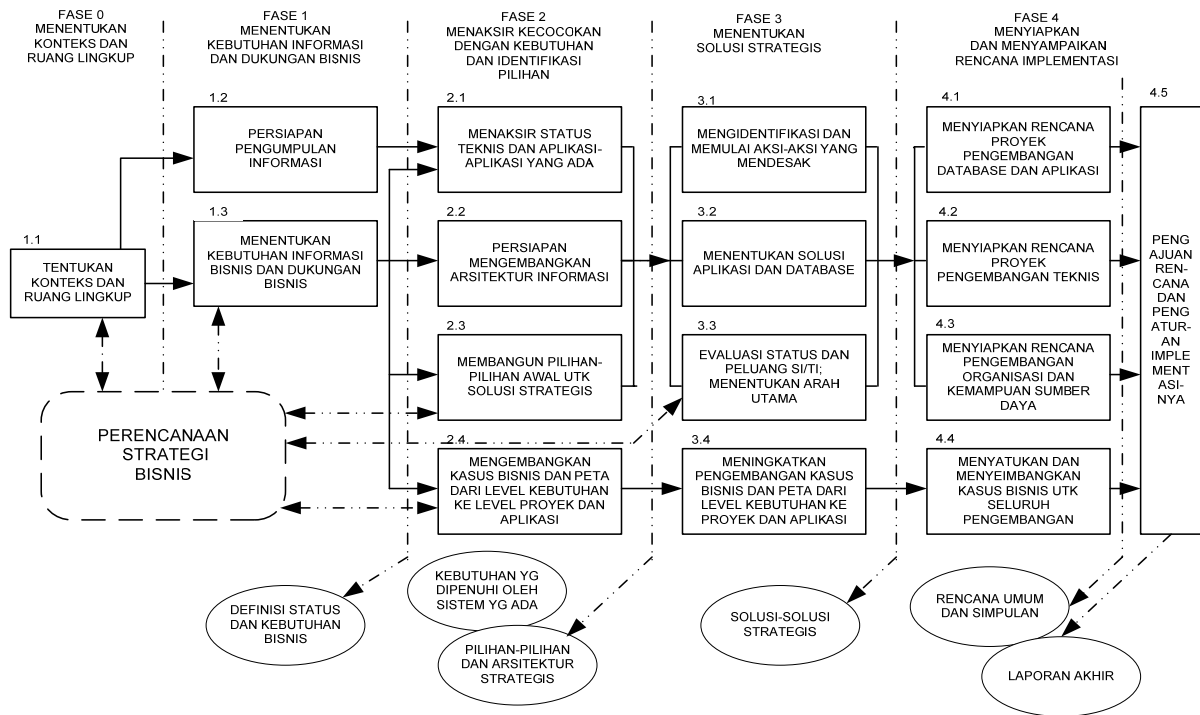 FASE 0
MENENTUKAN
KONTEKS DAN
RUANG LINGKUP
FASE 1
MENENTUKAN
KEBUTUHAN INFORMASI
DAN DUKUNGAN BISNIS
FASE 2
MENAKSIR KECOCOKAN
DENGAN KEBUTUHAN
DAN IDENTIFIKASI
PILIHAN
FASE 3
MENENTUKAN
SOLUSI STRATEGIS
FASE 4
MENYIAPKAN
DAN MENYAMPAIKAN
RENCANA IMPLEMENTASI
1.1
TENTUKAN
KONTEKS DAN
RUANG LINGKUP
1.2
PERSIAPAN
PENGUMPULAN
INFORMASI
1.3
MENENTUKAN
KEBUTUHAN INFORMASI
BISNIS DAN DUKUNGAN
BISNIS
PERENCANAAN
STRATEGI
BISNIS
2.1
MENAKSIR STATUS
TEKNIS DAN APLIKASI-
APLIKASI YANG ADA
2.2
PERSIAPAN
MENGEMBANGKAN
ARSITEKTUR INFORMASI
2.3
MEMBANGUN PILIHAN-
PILIHAN AWAL UTK
SOLUSI STRATEGIS
2.4
MENGEMBANGKAN
KASUS BISNIS DAN PETA
DARI LEVEL KEBUTUHAN
KE LEVEL PROYEK DAN
APLIKASI
3.1
MENGIDENTIFIKASI DAN
MEMULAI AKSI-AKSI YANG
MENDESAK
3.2
MENENTUKAN SOLUSI
APLIKASI DAN DATABASE
3.3
EVALUASI STATUS DAN
PELUANG SI/TI;
MENENTUKAN ARAH
UTAMA
3.4
MENINGKATKAN
PENGEMBANGAN KASUS
BISNIS DAN PETA DARI
LEVEL KEBUTUHAN KE
PROYEK DAN APLIKASI
4.1
MENYIAPKAN RENCANA
PROYEK
PENGEMBANGAN
DATABASE DAN APLIKASI
4.2
MENYIAPKAN RENCANA
PROYEK
PENGEMBANGAN TEKNIS
4.3
MENYIAPKAN RENCANA
PENGEMBANGAN
ORGANISASI DAN
KEMAMPUAN SUMBER
DAYA
4.4
MENYATUKAN DAN
MENYEIMBANGKAN
KASUS BISNIS UTK
SELURUH
PENGEMBANGAN
4.5
PENG
AJUAN
REN-
CANA
DAN
PENG
ATUR-
AN
IMPLE
MENT
ASI-
NYA
DEFINISI STATUS
DAN KEBUTUHAN
BISNIS
KEBUTUHAN YG
DIPENUHI OLEH
SISTEM YG ADA
PILIHAN-PILIHAN
DAN ARSITEKTUR
STRATEGIS
SOLUSI-SOLUSI
STRATEGIS
RENCANA UMUM
DAN SIMPULAN
LAPORAN AKHIR